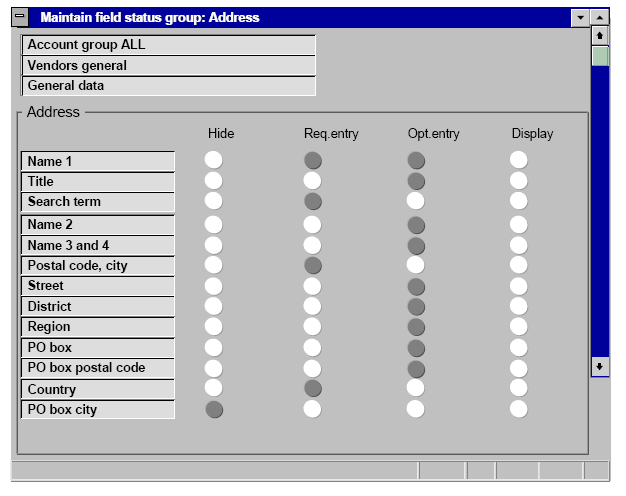 Maintain field status group: Address
Account group ALL
Vendors general
General data
Address
Hide Req.entry Opt.entry Display
Name 1
Title
Search term
Name 2
Name 3 and 4
Postal code, city
Street
District
Region
PO box
PO box postal code
Country
PO box city